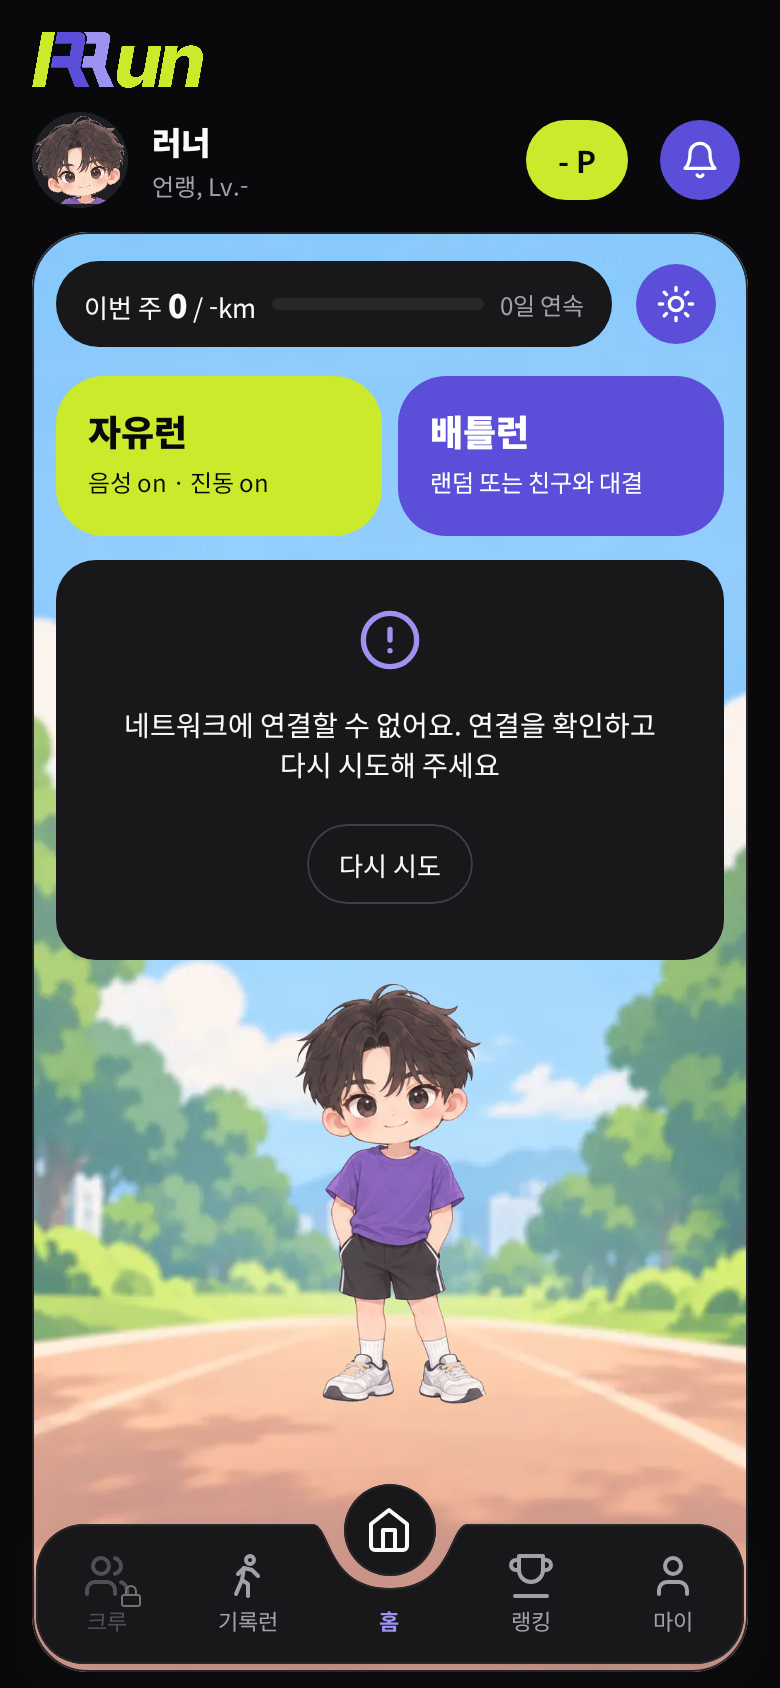 RRun
러너
언랭, Lv.-
- P
이번 주 0 / -km
0일 연속
자유런
음성 on · 진동 on
배틀런
랜덤 또는 친구와 대결
네트워크에 연결할 수 없어요. 연결을 확인하고
다시 시도해 주세요
다시 시도
크루
기록런
홈
랭킹
마이